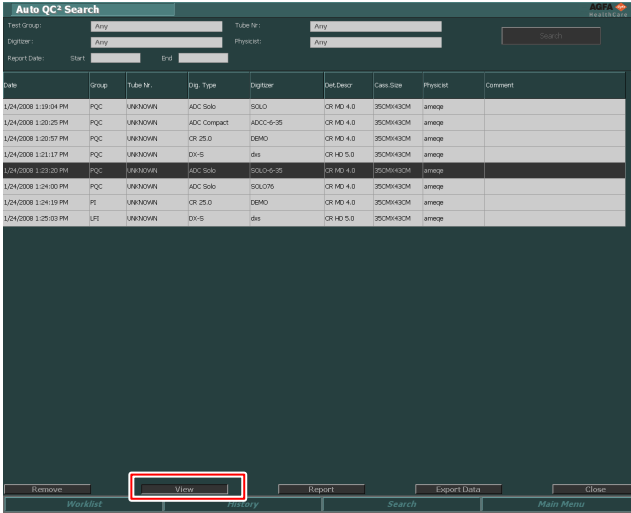 Auto QC² Search
AGFA
HealthCare
Test Group: Any Tube Nr: Any
Digitizer: Any Physicist: Any
Search
Report Date: Start End
Date Group Tube Nr. Dig. Type Digitizer Det.Descr Cass.Size Physicist Comment
1/24/2008 1:19:04 PM PQC UNKNOWN ADC Solo SOLO CR MD 4.0 35CMX43CM ameqe
1/24/2008 1:20:25 PM PQC UNKNOWN ADC Compact ADCC-6-35 CR MD 4.0 35CMX43CM ameqe
1/24/2008 1:20:57 PM PQC UNKNOWN CR 25.0 DEMO CR MD 4.0 35CMX43CM ameqe
1/24/2008 1:21:17 PM PQC UNKNOWN DX-S dxs CR HD 5.0 35CMX43CM ameqe
1/24/2008 1:23:20 PM PQC UNKNOWN ADC Solo SOLO-6-35 CR MD 4.0 35CMX43CM ameqe
1/24/2008 1:24:00 PM PQC UNKNOWN ADC Solo SOLO76 CR MD 4.0 35CMX43CM ameqe
1/24/2008 1:24:19 PM PI UNKNOWN CR 25.0 DEMO CR MD 4.0 35CMX43CM ameqe
1/24/2008 1:25:03 PM LFI UNKNOWN DX-S dxs CR HD 5.0 35CMX43CM ameqe
Remove View Report Export Data Close
Worklist History Search Main Menu